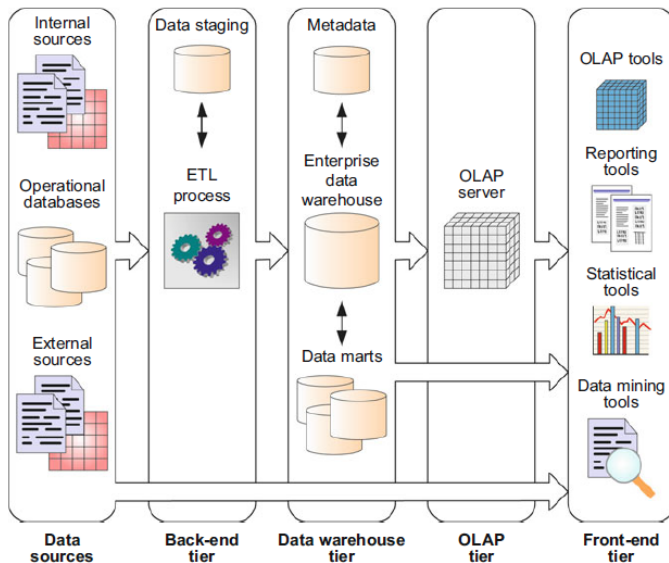 Internal
sources
Operational
databases
External
sources
Data
sources
Data staging
ETL
process
Back-end
tier
Metadata
Enterprise
data
warehouse
Data marts
Data warehouse
tier
OLAP
server
OLAP
tier
OLAP tools
Reporting
tools
Statistical
tools
Data mining
tools
Front-end
tier